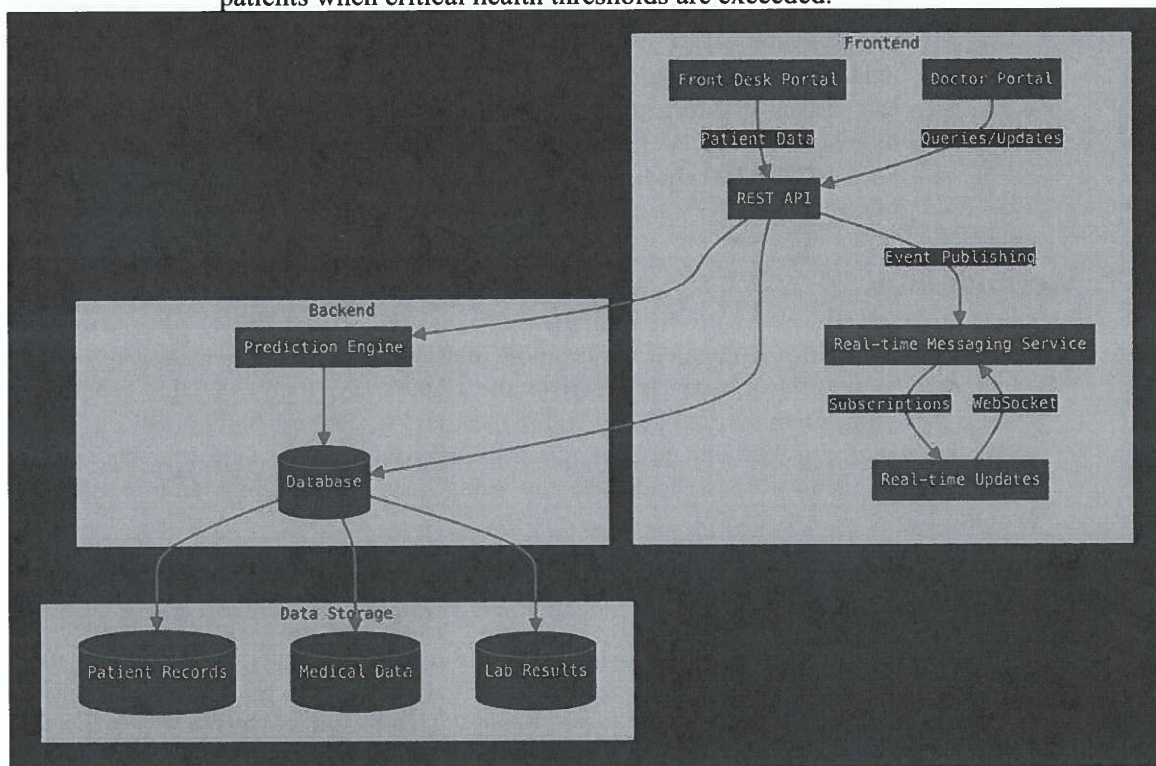 patients when critical health thresholds are exceeded.
Frontend
Front Desk Portal
Doctor Portal
Patient Data
Queries/Updates
REST API
Event Publishing
Backend
Prediction Engine
Real-time Messaging Service
Subscriptions
WebSocket
Database
Real-time Updates
Data Storage
Patient Records
Medical Data
Lab Results